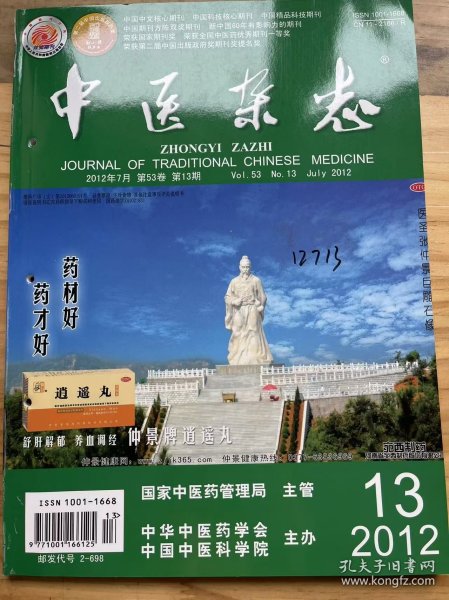 中国中文核心期刊 中国科技核心期刊 中国精品科技期刊
中国期刊方阵双奖期刊 新中国60年有影响力的期刊
荣获国家期刊奖 荣获全国中医药优秀期刊一等奖
荣获第二届中国出版政府奖期刊奖提名奖
ISSN 1001-1668
中医杂志®
ZHONGYI ZAZHI
JOURNAL OF TRADITIONAL CHINESE MEDICINE
2012年7月 第53卷 第13期 Vol.53 No.13 July 2012
OTC
医圣张仲景巨雕石像
12713
药材好
药才好
逍遥丸
舒肝解郁 养血调经 仲景牌逍遥丸
宛西制药
国家中医药管理局 主管
中华中医药学会
中国中医科学院 主办
13
2012
ISSN 1001-1668
13
9771001166125
邮发代号 2-698
孔夫子旧书网
www.kongfz.com